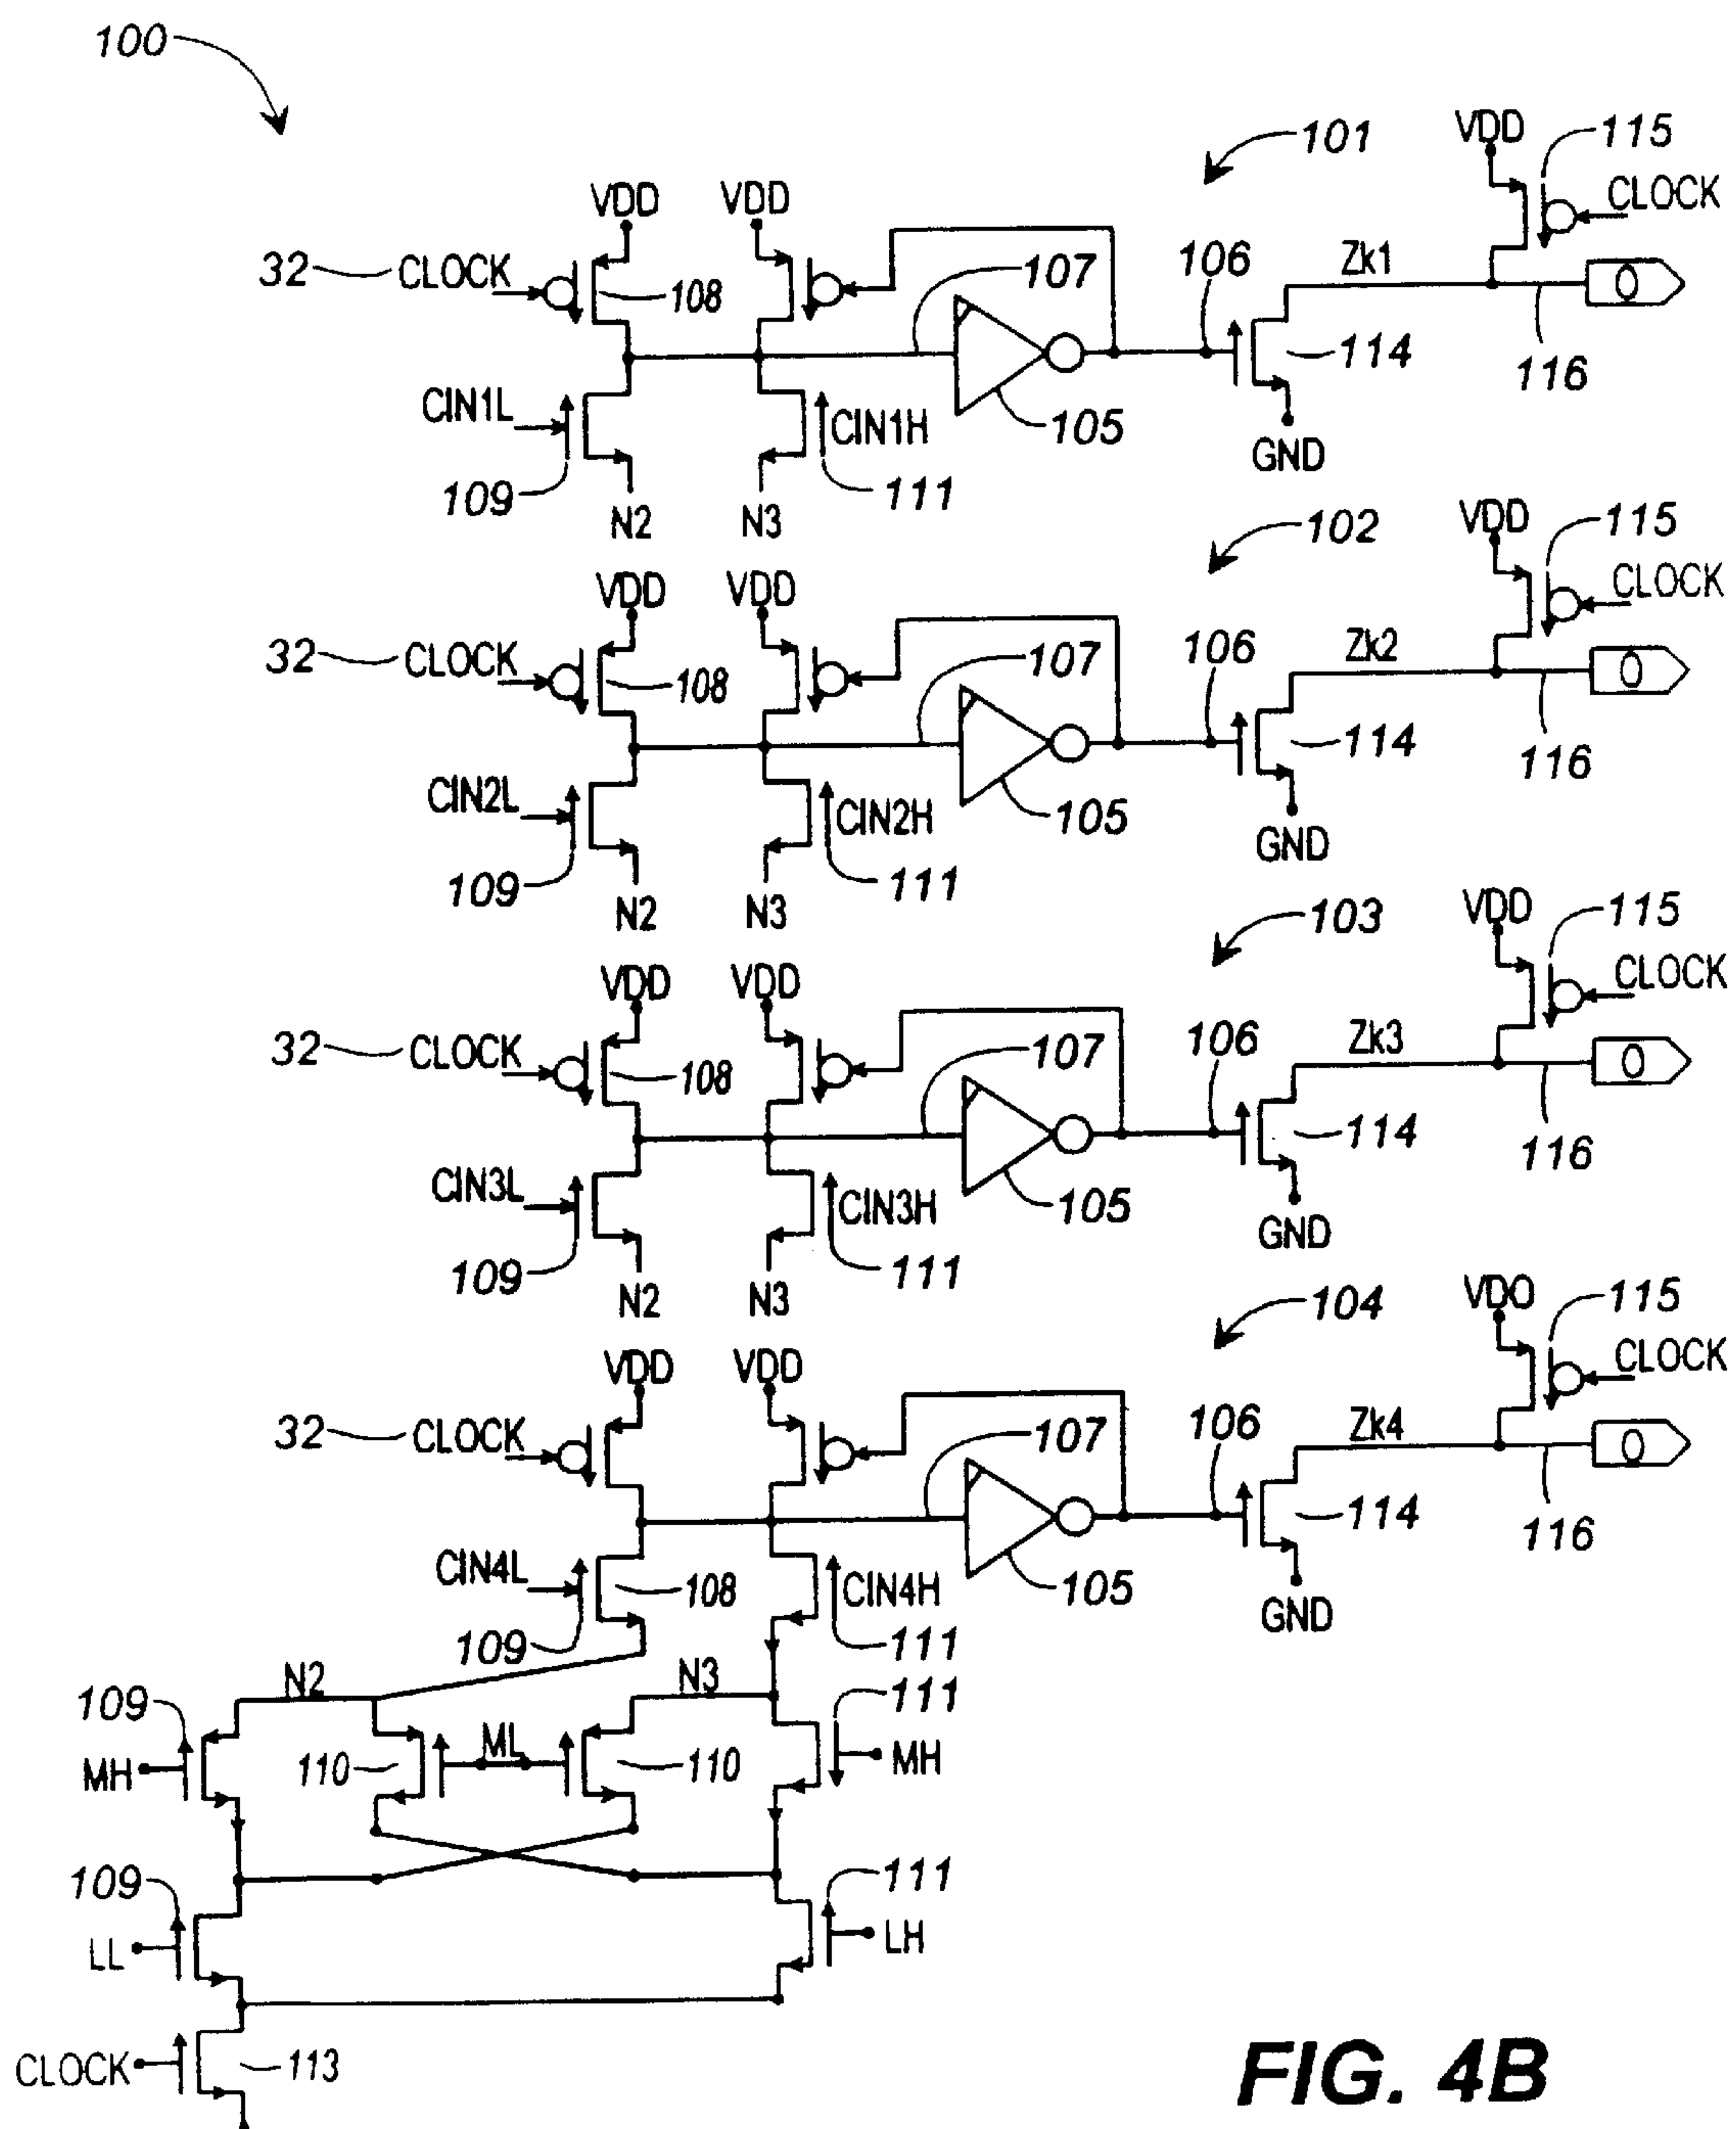 100
101
VDD
115
CLOCK
VDD
VDD
32
CLOCK
108
107
106
Zk1
0
CIN1L
CIN1H
105
114
116
109
N2
N3
111
GND
102
VDD
115
CLOCK
VDD
VDD
32
CLOCK
108
107
106
Zk2
0
CIN2L
CIN2H
105
114
116
109
N2
N3
111
GND
103
VDD
115
CLOCK
VDD
VDD
32
CLOCK
108
107
106
Zk3
0
CIN3L
CIN3H
105
114
116
109
N2
N3
111
GND
104
VDO
115
CLOCK
VDD
VDD
32
CLOCK
107
106
Zk4
0
CIN4L
108
CIN4H
105
114
116
109
111
GND
109
N2
N3
111
MH
110
ML
110
MH
109
111
LL
LH
CLOCK
113
FIG. 4B